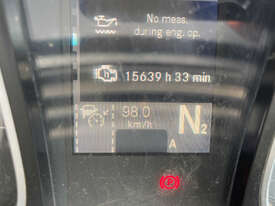 No meas.
during eng. op.
h 15639 h 33 min
98.0
km/h
N2
A
P